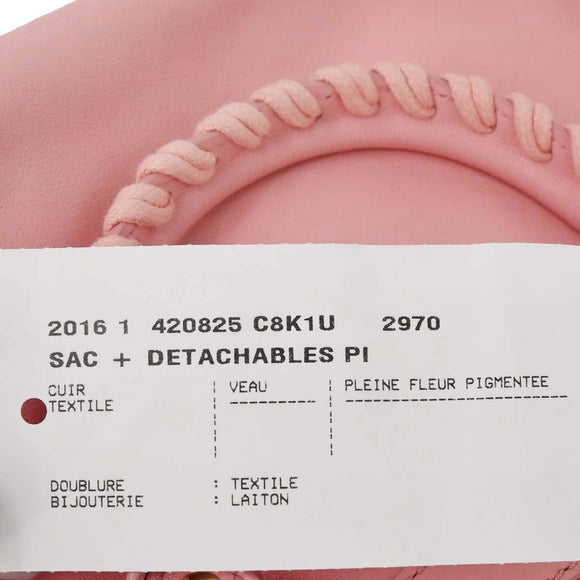 2016 1 420825 C8K1U 2970
SAC + DETACHABLES PI
CUIR ¦ VEAU ¦ PLEINE FLEUR PIGMENTEE
TEXTILE ¦ ---------- ¦ --------------------------
DOUBLURE : TEXTILE
BIJOUTERIE : LAITON